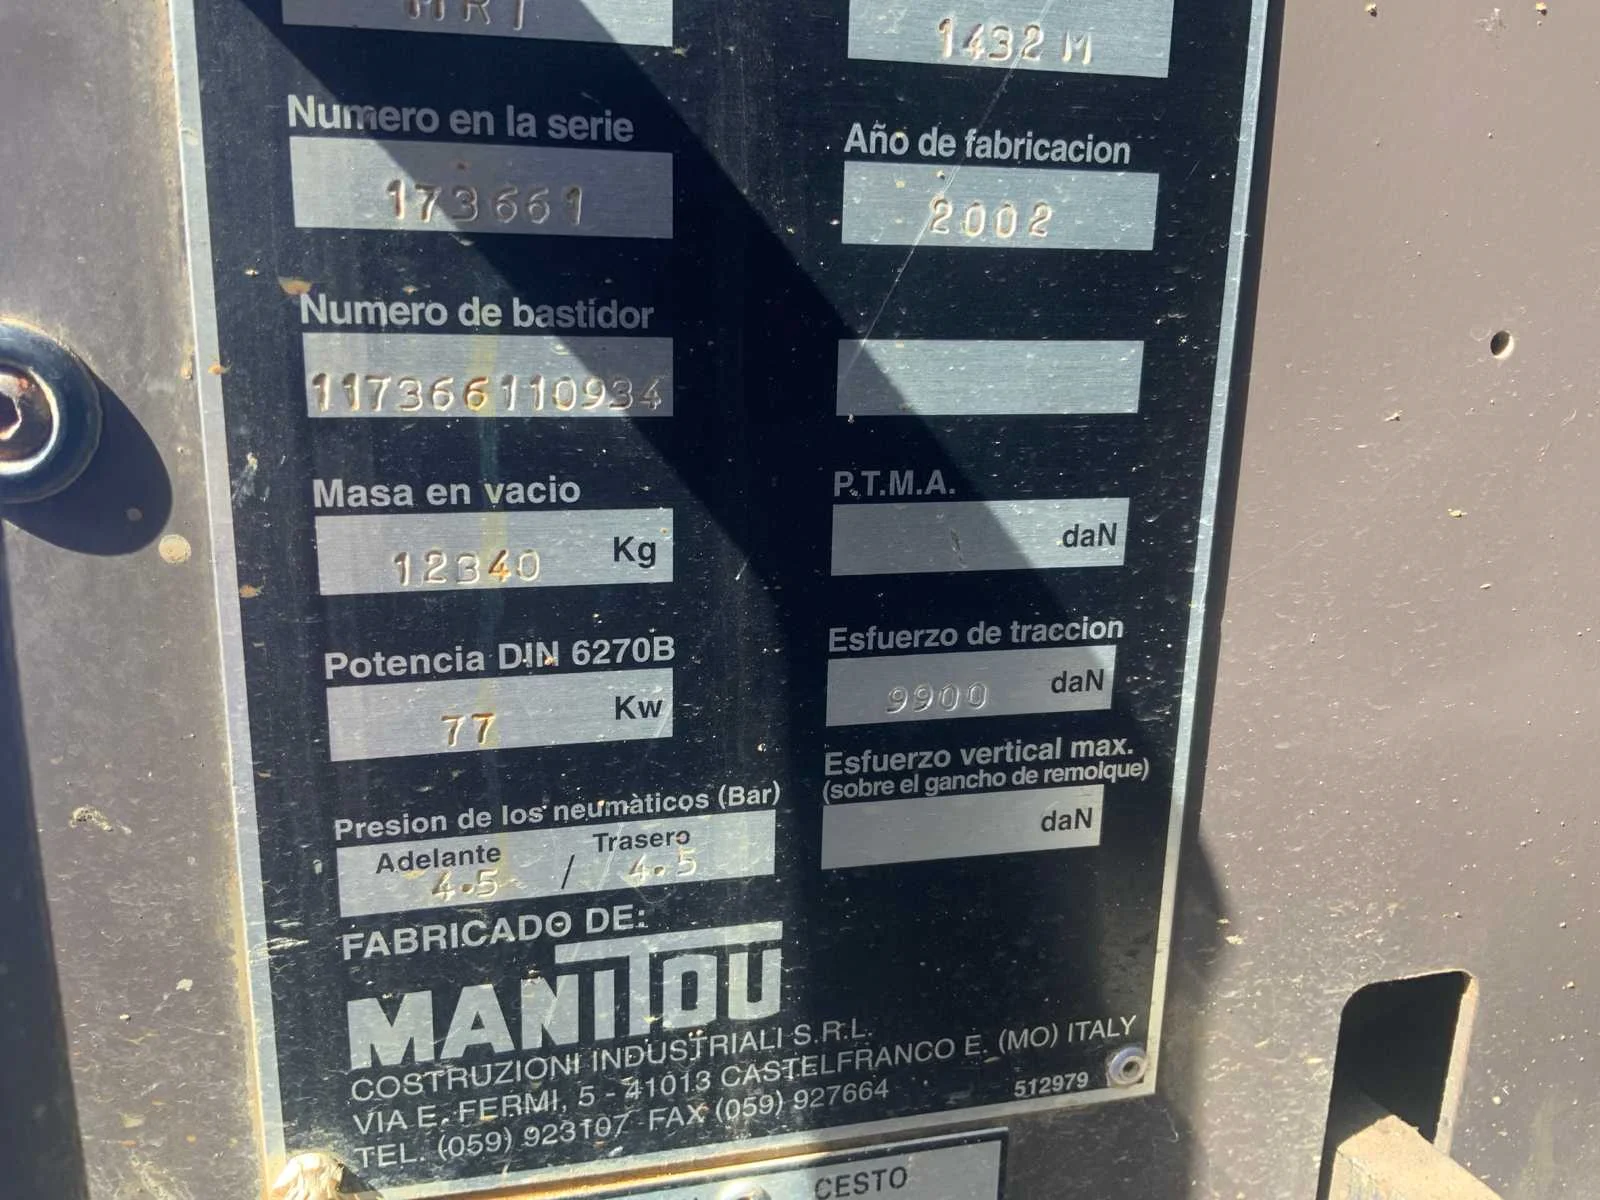 MRT
1432 M
Numero en la serie
173661
Año de fabricacion
2002
Numero de bastidor
117366110934
Masa en vacio
12340 Kg
P.T.M.A.
daN
Potencia DIN 6270B
77 Kw
Esfuerzo de traccion
9900 daN
Esfuerzo vertical max.
(sobre el gancho de remolque)
daN
Presion de los neumàticos (Bar)
Adelante / Trasero
4.5 4.5
FABRICADO DE:
MANITOU
COSTRUZIONI INDUSTRIALI S.R.L.
VIA E. FERMI, 5 - 41013 CASTELFRANCO E. (MO) ITALY
TEL. (059) 923107 FAX (059) 927664
512979
CESTO